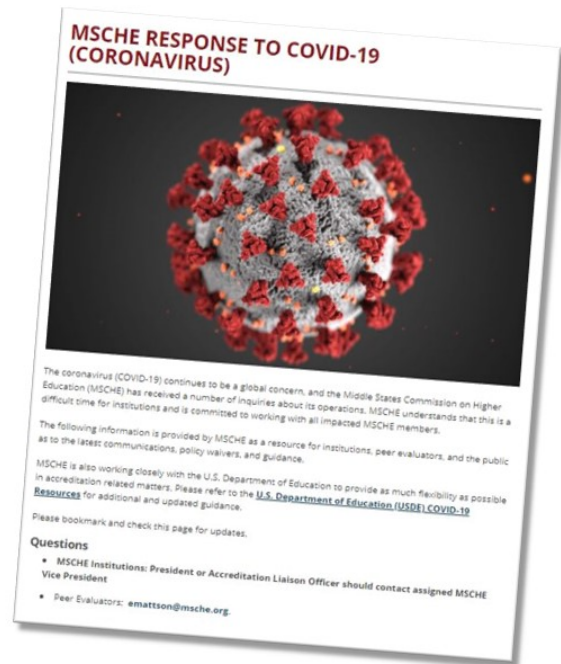 MSCHE RESPONSE TO COVID-19
(CORONAVIRUS)
The coronavirus (COVID-19) continues to be a global concern, and the Middle States Commission on Higher
Education (MSCHE) has received a number of inquiries about its operations. MSCHE understands that this is a
difficult time for institutions and is committed to working with all impacted MSCHE members.
The following information is provided by MSCHE as a resource for institutions, peer evaluators, and the public
as to the latest communications, policy waivers, and guidance.
MSCHE is also working closely with the U.S. Department of Education to provide as much flexibility as possible
in accreditation related matters. Please refer to the U.S. Department of Education (USDE) COVID-19
Resources for additional and updated guidance.
Please bookmark and check this page for updates.
Questions
• MSCHE Institutions: President or Accreditation Liaison Officer should contact assigned MSCHE
Vice President
• Peer Evaluators: emattson@msche.org.